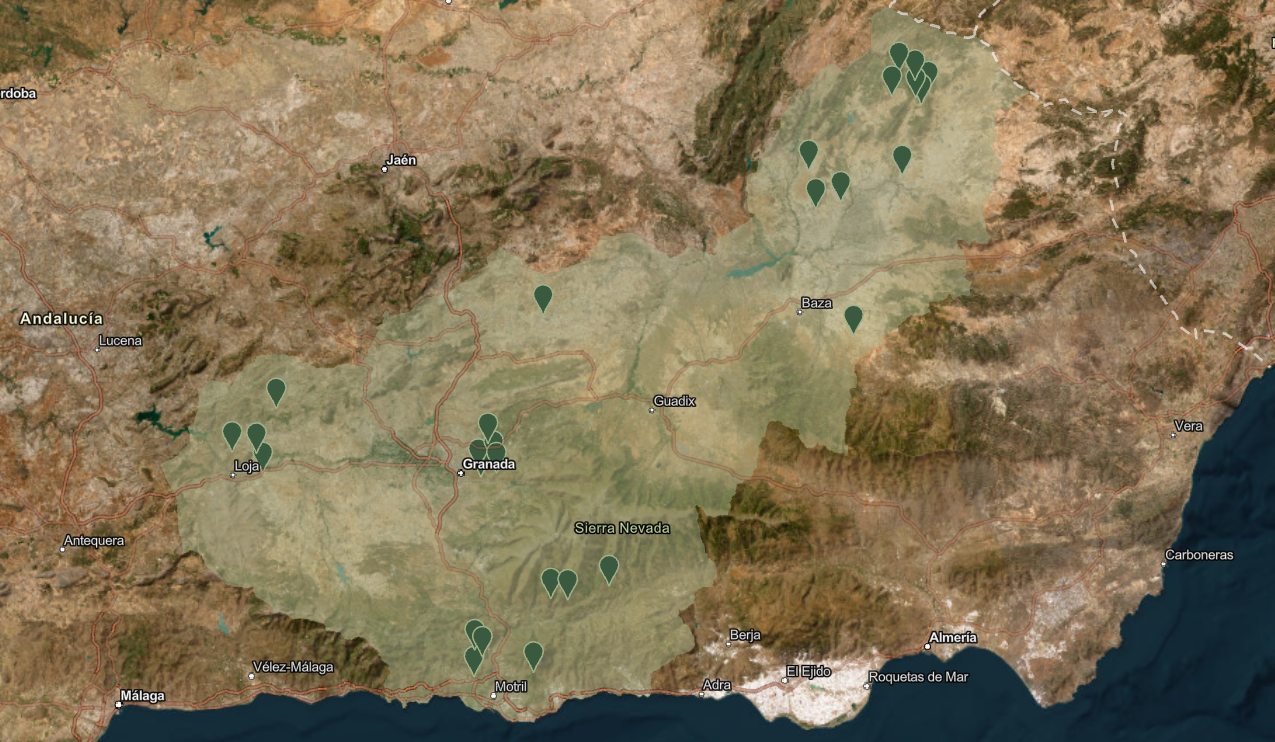 rdoba
Jaén
Andalucía
Lucena
Baza
Guadix
Vera
Loja
Granada
Sierra Nevada
Antequera
Carboneras
Berja
Almería
Vélez-Málaga
El Ejido
Roquetas de Mar
Adra
Motril
Málaga